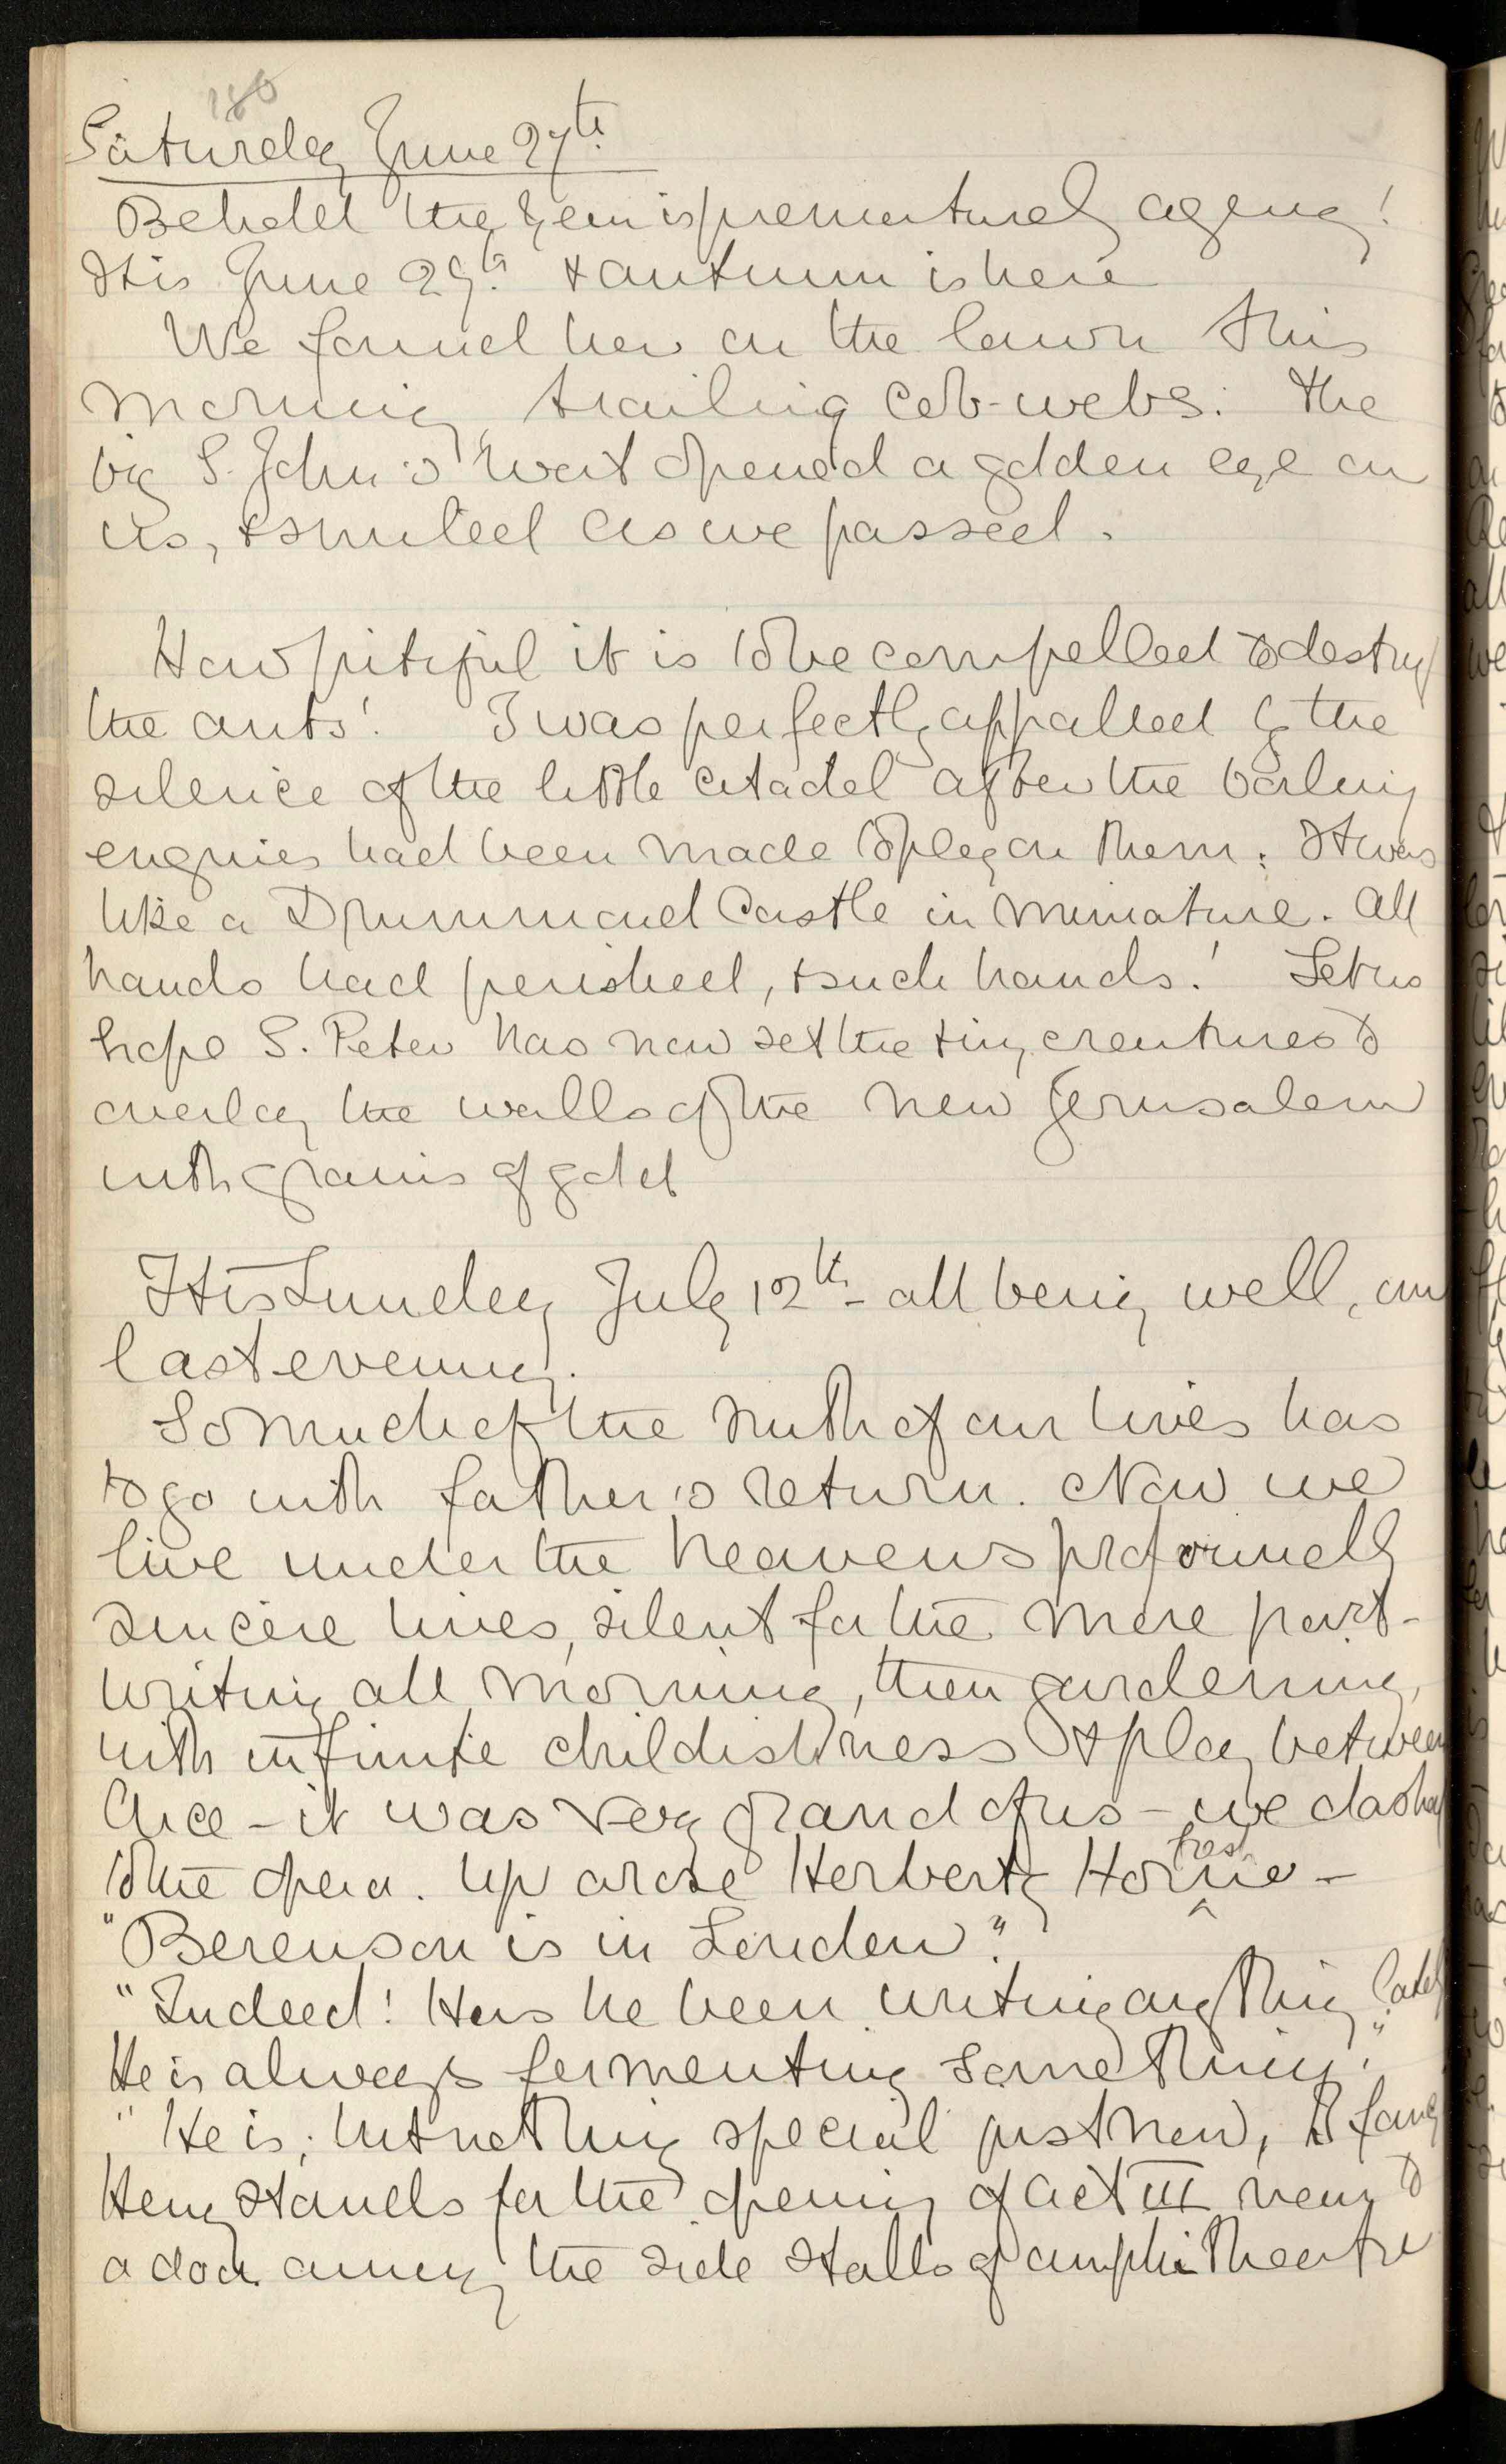 180
Saturday June 27th
Behold the year is prematurely ageing!
It is June 29th & autumn is here
We found her on the lawn this
morning, trailing cob-webs: the
big S. John's Wort opened a golden eye on
us, & smiled as we passed.
How pitiful it is to be compelled to destroy
the ants! I was perfectly appalled by the
silence of the little citadel after the boiling
engines had been made to play on them: It was
like a Drummond Castle in miniature. All
hands had perished, & such hands! Let us
hope S. Peter has now set the tiny creatures to
overlay the walls of the new Jerusalem
with grains of gold
It is Sunday July 12th - all being well, our
last evening.
So much of the truth of our lives has
to go with father's return. Now we
live under the heavens profoundly
sincere lives, silent for the more part -
writing all morning, then gardening,
with infinite childishness & play between
Once - it was very grand of us - we dashed
to the opera. Up arose Herbert Horne fresh -
"Berenson is in London".
"Indeed! Has he been writing anything lately
He is always fermenting something."
"He is; but nothing special just now, to fancy
Heny stands for the opening of act III near to
a door among the side stalls of amphitheatre